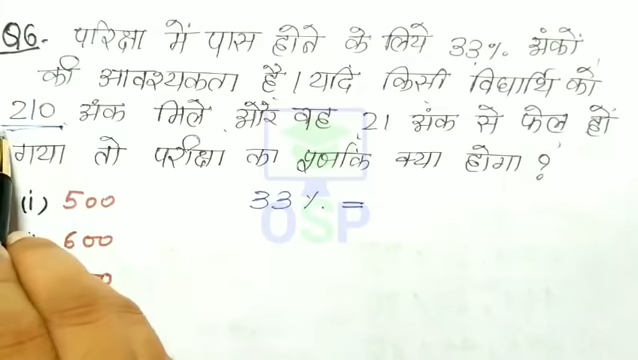 Q6- परिक्षा में पास होने के लिये 33% अंकों
की आवश्यकता है। यदि किसी विद्यार्थि को
210 अंक मिले और वह 21 अंक से फेल हों
गया तो परीक्षा का पूर्णांक क्या होगा?
(i) 500 33% =
600
OSP